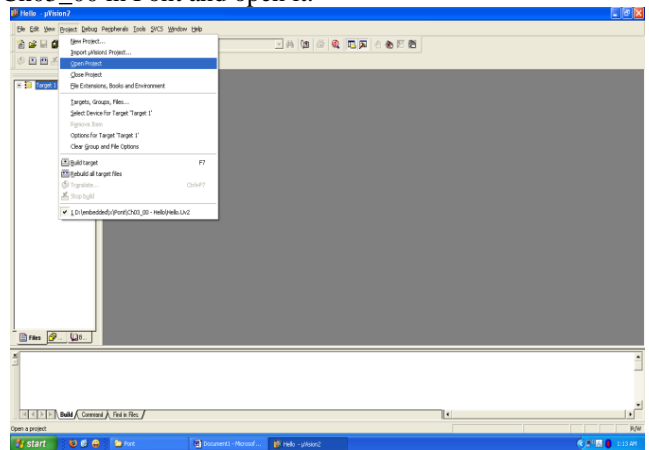 Ch03_00 in Pont and open it.
Hello - µVision2
File Edit View Project Debug Peripherals Tools SVCS Window Help
New Project...
Import µVision1 Project...
Open Project
Close Project
File Extensions, Books and Environment
Target 1
Targets, Groups, Files...
Select Device for Target 'Target 1'
Remove Item
Options for Target 'Target 1'
Clear Group and File Options
Build target F7
Rebuild all target files
Translate... Ctrl+F7
Stop build
1 D:\embedded\c\Pont\Ch03_00 - Hello\Hello.Uv2
Files
Build Command Find in Files
Open a project R/W
start Pont Document1 - Microsof... Hello - µVision2 1:13 AM